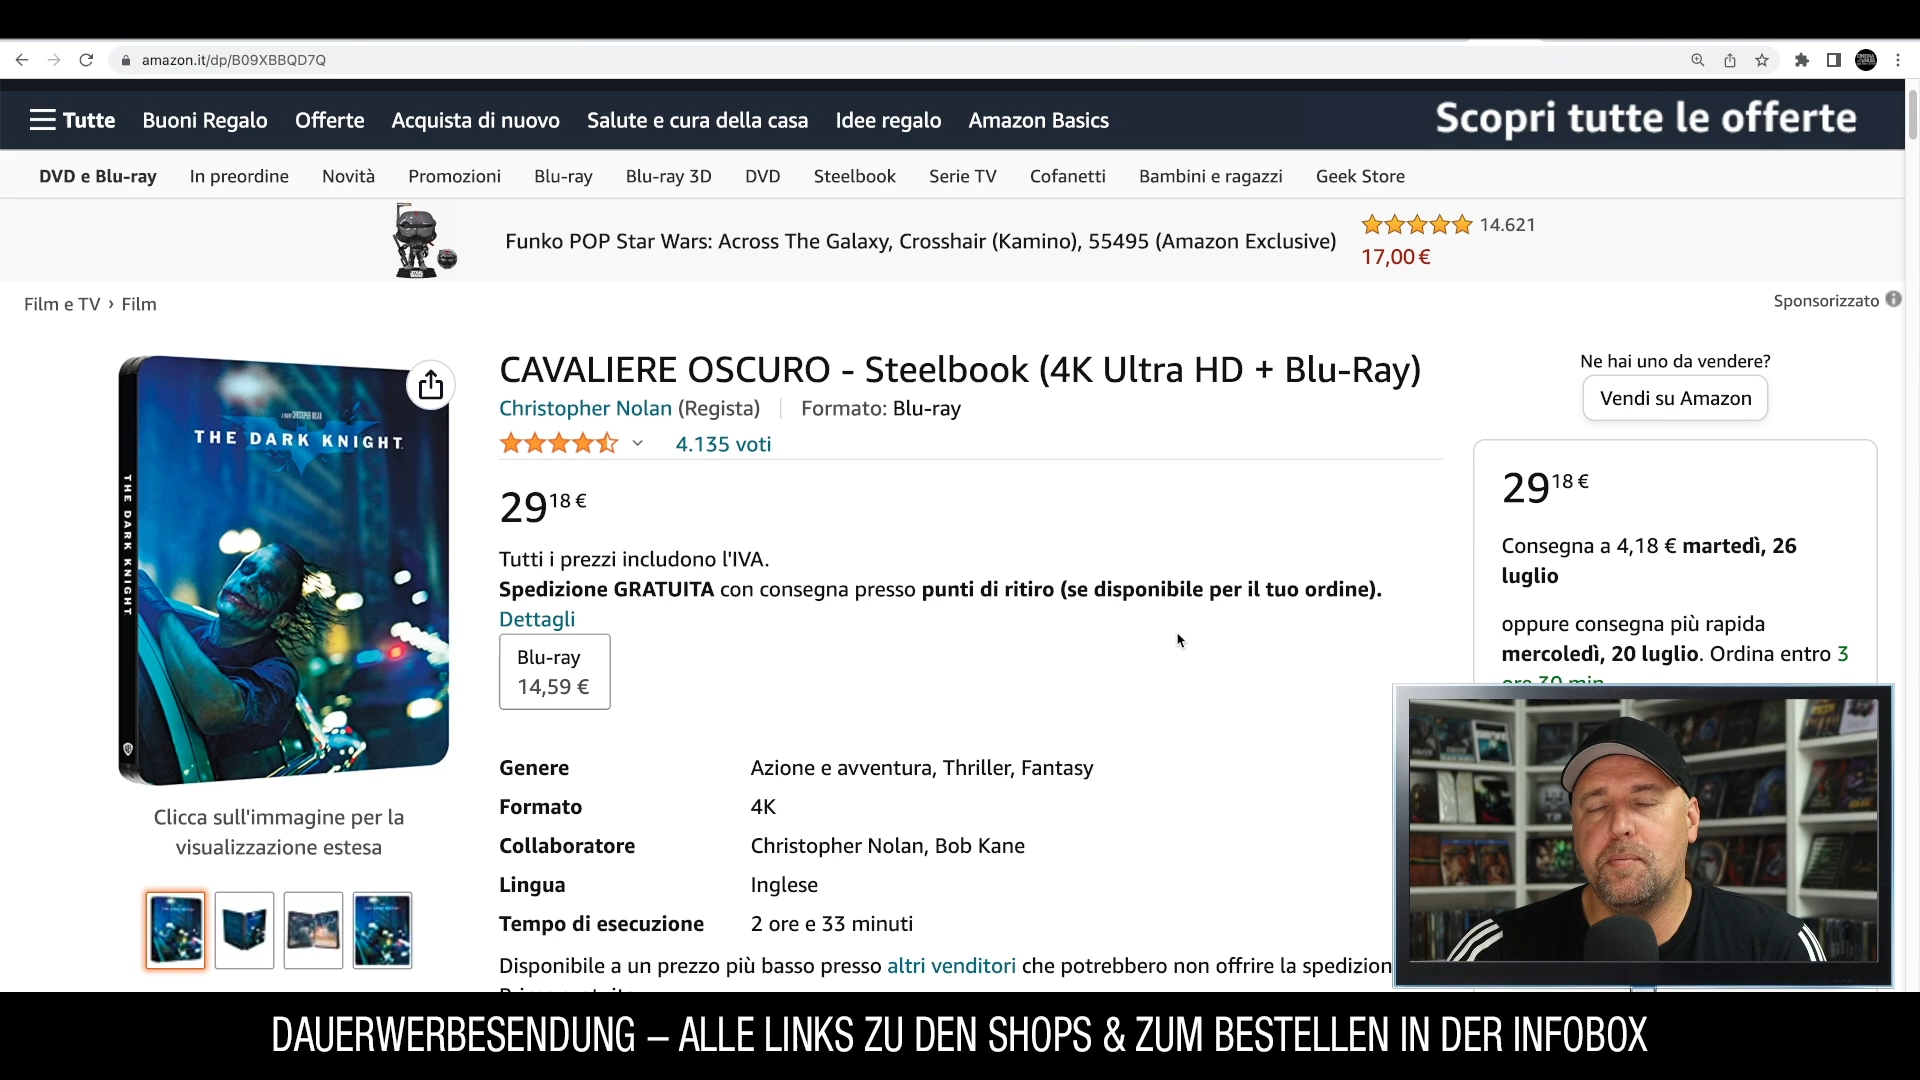 amazon.it/dp/B09XBBQD7Q
Tutte Buoni Regalo Offerte Acquista di nuovo Salute e cura della casa Idee regalo Amazon Basics Scopri tutte le offerte
DVD e Blu-ray In preordine Novità Promozioni Blu-ray Blu-ray 3D DVD Steelbook Serie TV Cofanetti Bambini e ragazzi Geek Store
Funko POP Star Wars: Across The Galaxy, Crosshair (Kamino), 55495 (Amazon Exclusive)
14.621
17,00 €
Film e TV › Film
Sponsorizzato
THE DARK KNIGHT
THE DARK KNIGHT
Clicca sull'immagine per la
visualizzazione estesa
CAVALIERE OSCURO - Steelbook (4K Ultra HD + Blu-Ray)
Christopher Nolan (Regista) Formato: Blu-ray
4.135 voti
29 18 €
Tutti i prezzi includono l'IVA.
Spedizione GRATUITA con consegna presso punti di ritiro (se disponibile per il tuo ordine).
Dettagli
Blu-ray
14,59 €
Genere Azione e avventura, Thriller, Fantasy
Formato 4K
Collaboratore Christopher Nolan, Bob Kane
Lingua Inglese
Tempo di esecuzione 2 ore e 33 minuti
Disponibile a un prezzo più basso presso altri venditori che potrebbero non offrire la spedizion
Ne hai uno da vendere?
Vendi su Amazon
29 18 €
Consegna a 4,18 € martedì, 26
luglio
oppure consegna più rapida
mercoledì, 20 luglio. Ordina entro 3
ore 30 min
DAUERWERBESENDUNG – ALLE LINKS ZU DEN SHOPS & ZUM BESTELLEN IN DER INFOBOX